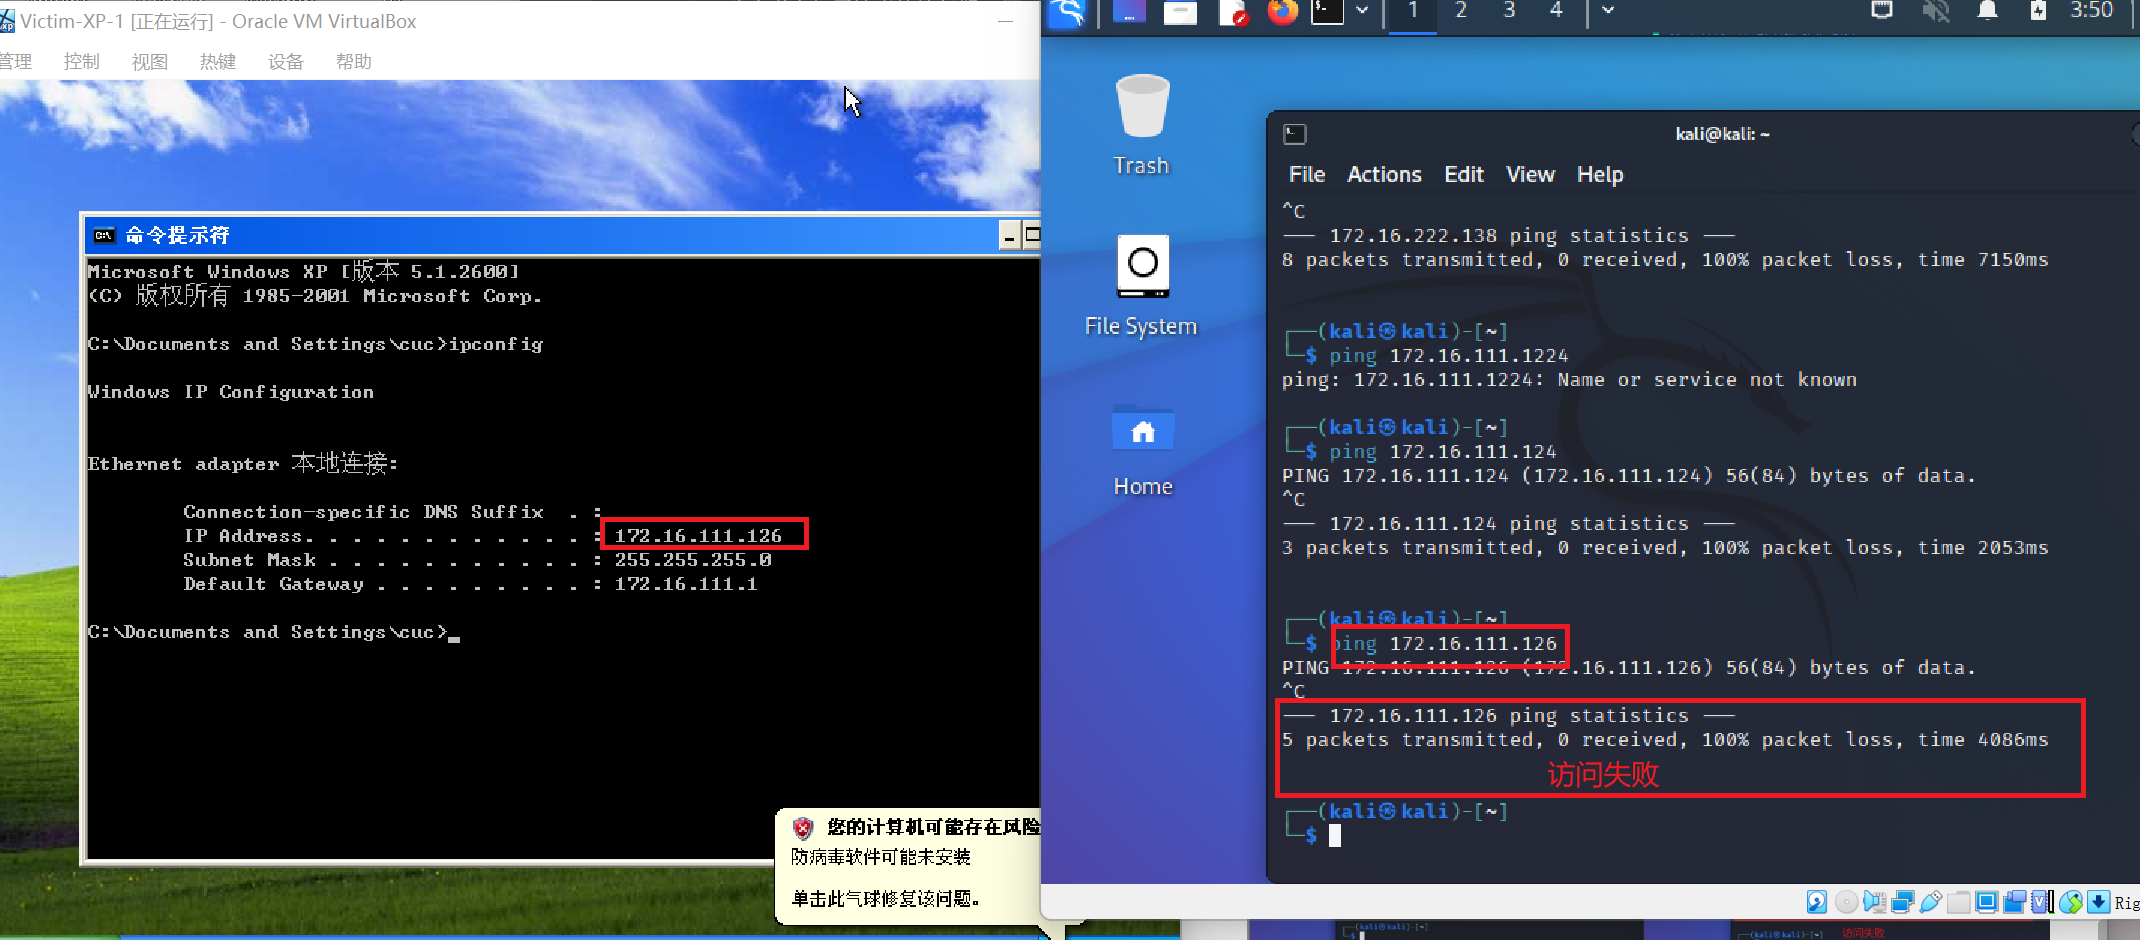 Victim-XP-1 [正在运行] - Oracle VM VirtualBox
管理 控制 视图 热键 设备 帮助
命令提示符
Microsoft Windows XP [版本 5.1.2600]
(C) 版权所有 1985-2001 Microsoft Corp.
C:\Documents and Settings\cuc>ipconfig
Windows IP Configuration
Ethernet adapter 本地连接:
Connection-specific DNS Suffix  . :
IP Address. . . . . . . . . . . . : 172.16.111.126
Subnet Mask . . . . . . . . . . . : 255.255.255.0
Default Gateway . . . . . . . . . : 172.16.111.1
C:\Documents and Settings\cuc>_
您的计算机可能存在风险
防病毒软件可能未安装
单击此气球修复该问题。
1 2 3 4
3:50
Trash
File System
Home
kali@kali: ~
File Actions Edit View Help
^C
── 172.16.222.138 ping statistics ──
8 packets transmitted, 0 received, 100% packet loss, time 7150ms
┌──(kali㉿kali)-[~]
└─$ ping 172.16.111.1224
ping: 172.16.111.1224: Name or service not known
┌──(kali㉿kali)-[~]
└─$ ping 172.16.111.124
PING 172.16.111.124 (172.16.111.124) 56(84) bytes of data.
^C
── 172.16.111.124 ping statistics ──
3 packets transmitted, 0 received, 100% packet loss, time 2053ms
┌──(kali㉿kali)-[~]
└─$ ping 172.16.111.126
PING 172.16.111.126 (172.16.111.126) 56(84) bytes of data.
^C
── 172.16.111.126 ping statistics ──
5 packets transmitted, 0 received, 100% packet loss, time 4086ms
访问失败
┌──(kali㉿kali)-[~]
└─$
Rig
┌──(kali㉿kali)-[~]
└─$
┌──(kali㉿kali)-[~]
访问失败